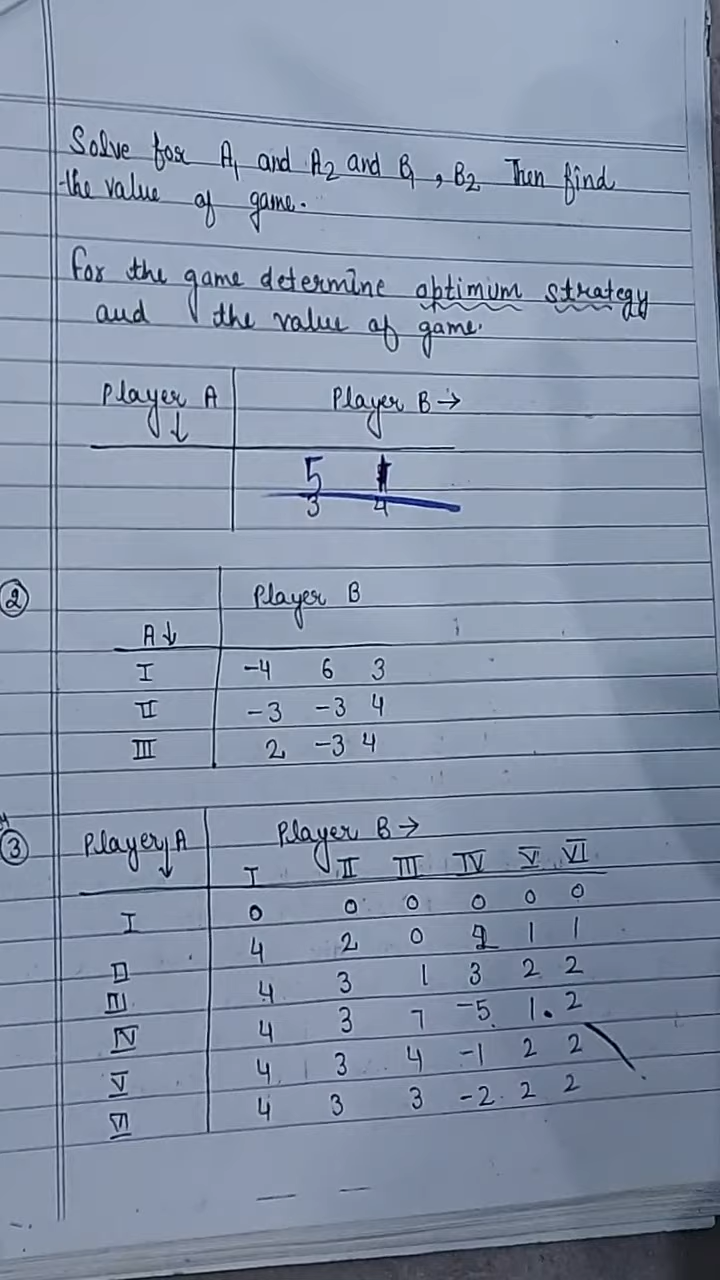 Solve for A1 and A2 and B1, B2 Then find
the value of game.
For the game determine optimum strategy
and the value of game.
Player A ↓ Player B →
5 1
3 4
② Player B
A ↓
I -4 6 3
II -3 -3 4
III 2 -3 4
③ Player A ↓ Player B →
I II III IV V VI
I 0 0 0 0 0 0
II 4 2 0 2 1 1
III 4 3 1 3 2 2
IV 4 3 7 -5 1 2
V 4 3 4 -1 2 2
VI 4 3 3 -2 2 2